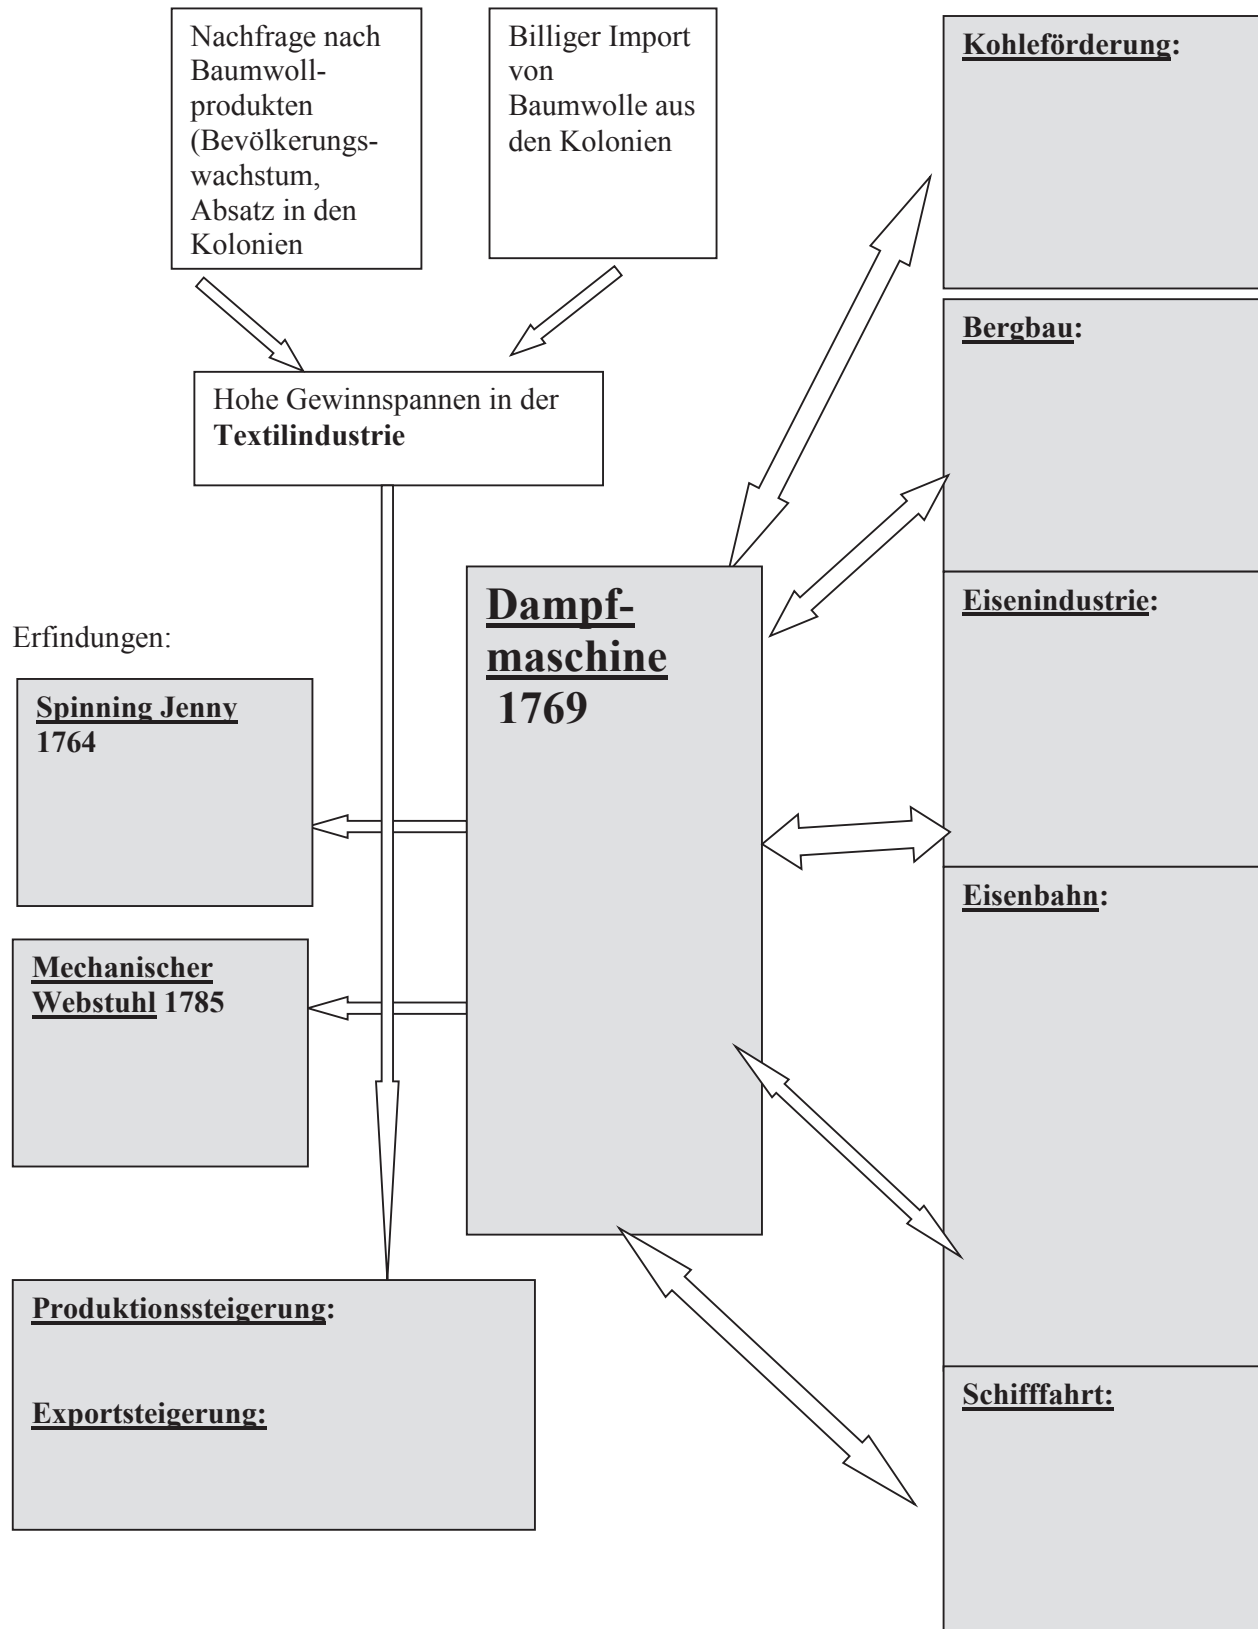 Nachfrage nach
Baumwoll-
produkten
(Bevölkerungs-
wachstum,
Absatz in den
Kolonien
Billiger Import
von
Baumwolle aus
den Kolonien
Hohe Gewinnspannen in der
Textilindustrie
Erfindungen:
Spinning Jenny
1764
Mechanischer
Webstuhl 1785
Produktionssteigerung:
Exportsteigerung:
Dampf-
maschine
1769
Kohleförderung:
Bergbau:
Eisenindustrie:
Eisenbahn:
Schifffahrt: